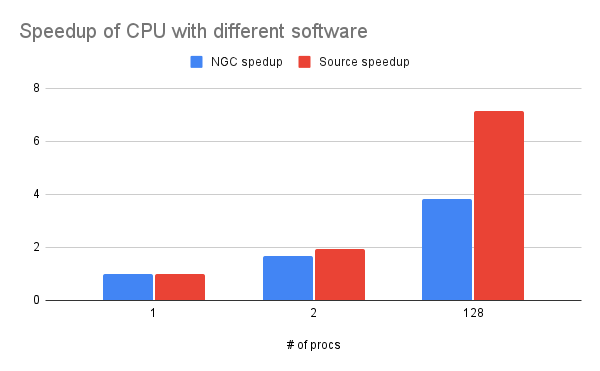 Speedup of CPU with different software
NGC spedup Source speedup
8
6
4
2
0
1 2 128
# of procs